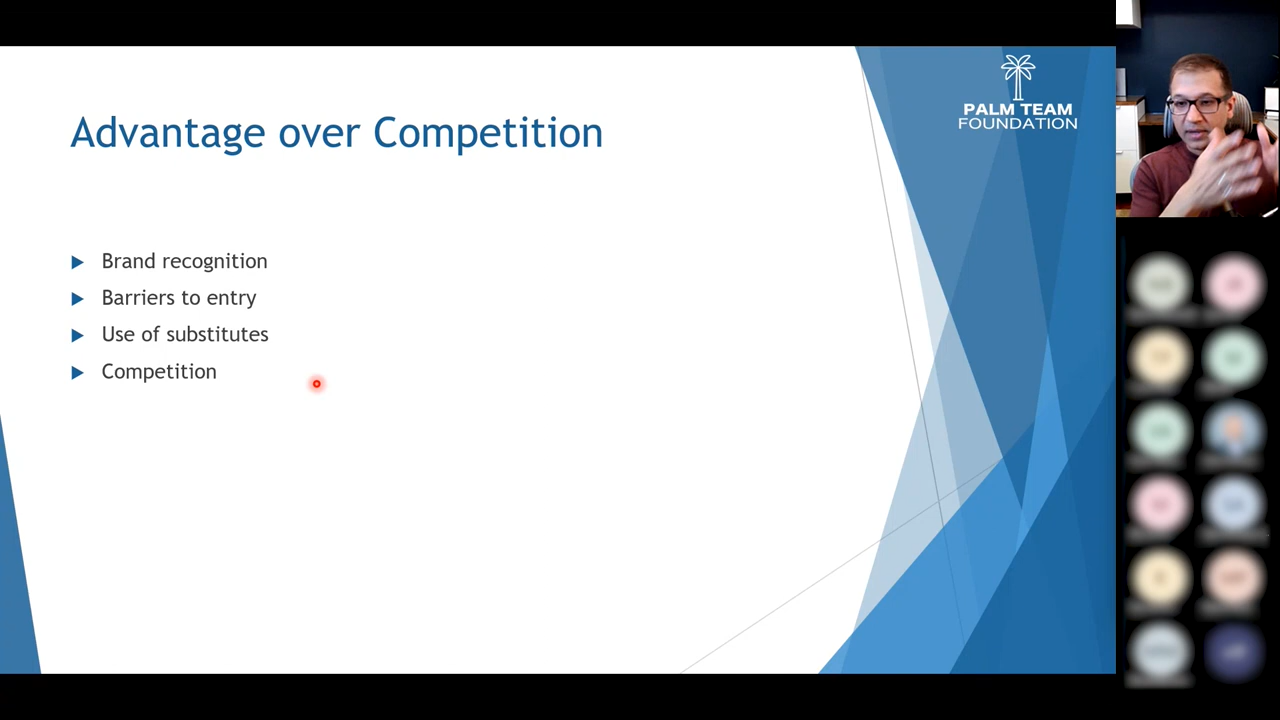 Advantage over Competition
PALM TEAM
FOUNDATION
Brand recognition
Barriers to entry
Use of substitutes
Competition